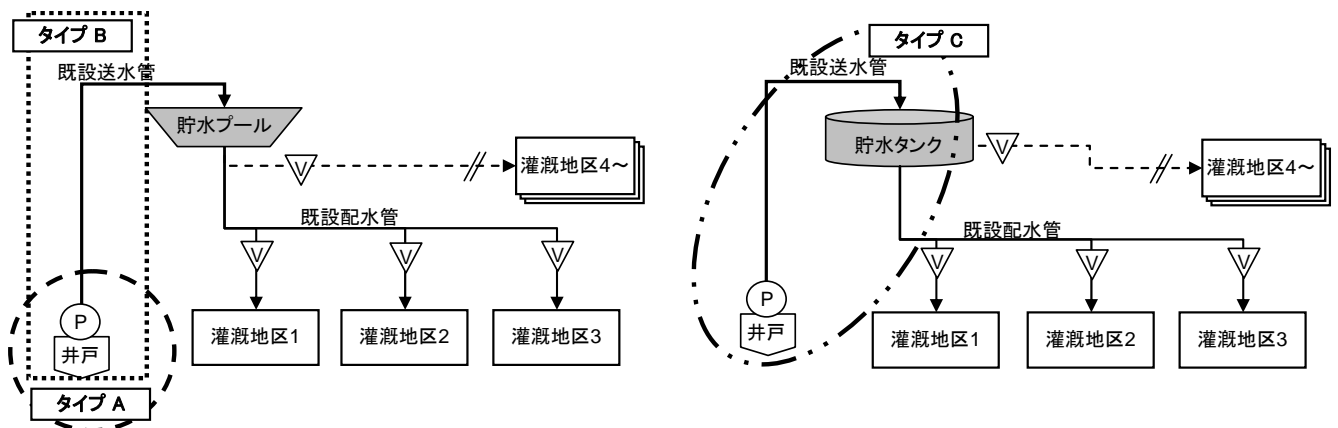 タイプ B
既設送水管
貯水プール
V
灌漑地区4～
既設配水管
V
V
V
P
井戸
灌漑地区1
灌漑地区2
灌漑地区3
タイプ A
タイプ C
既設送水管
貯水タンク
V
灌漑地区4～
既設配水管
V
V
V
P
井戸
灌漑地区1
灌漑地区2
灌漑地区3